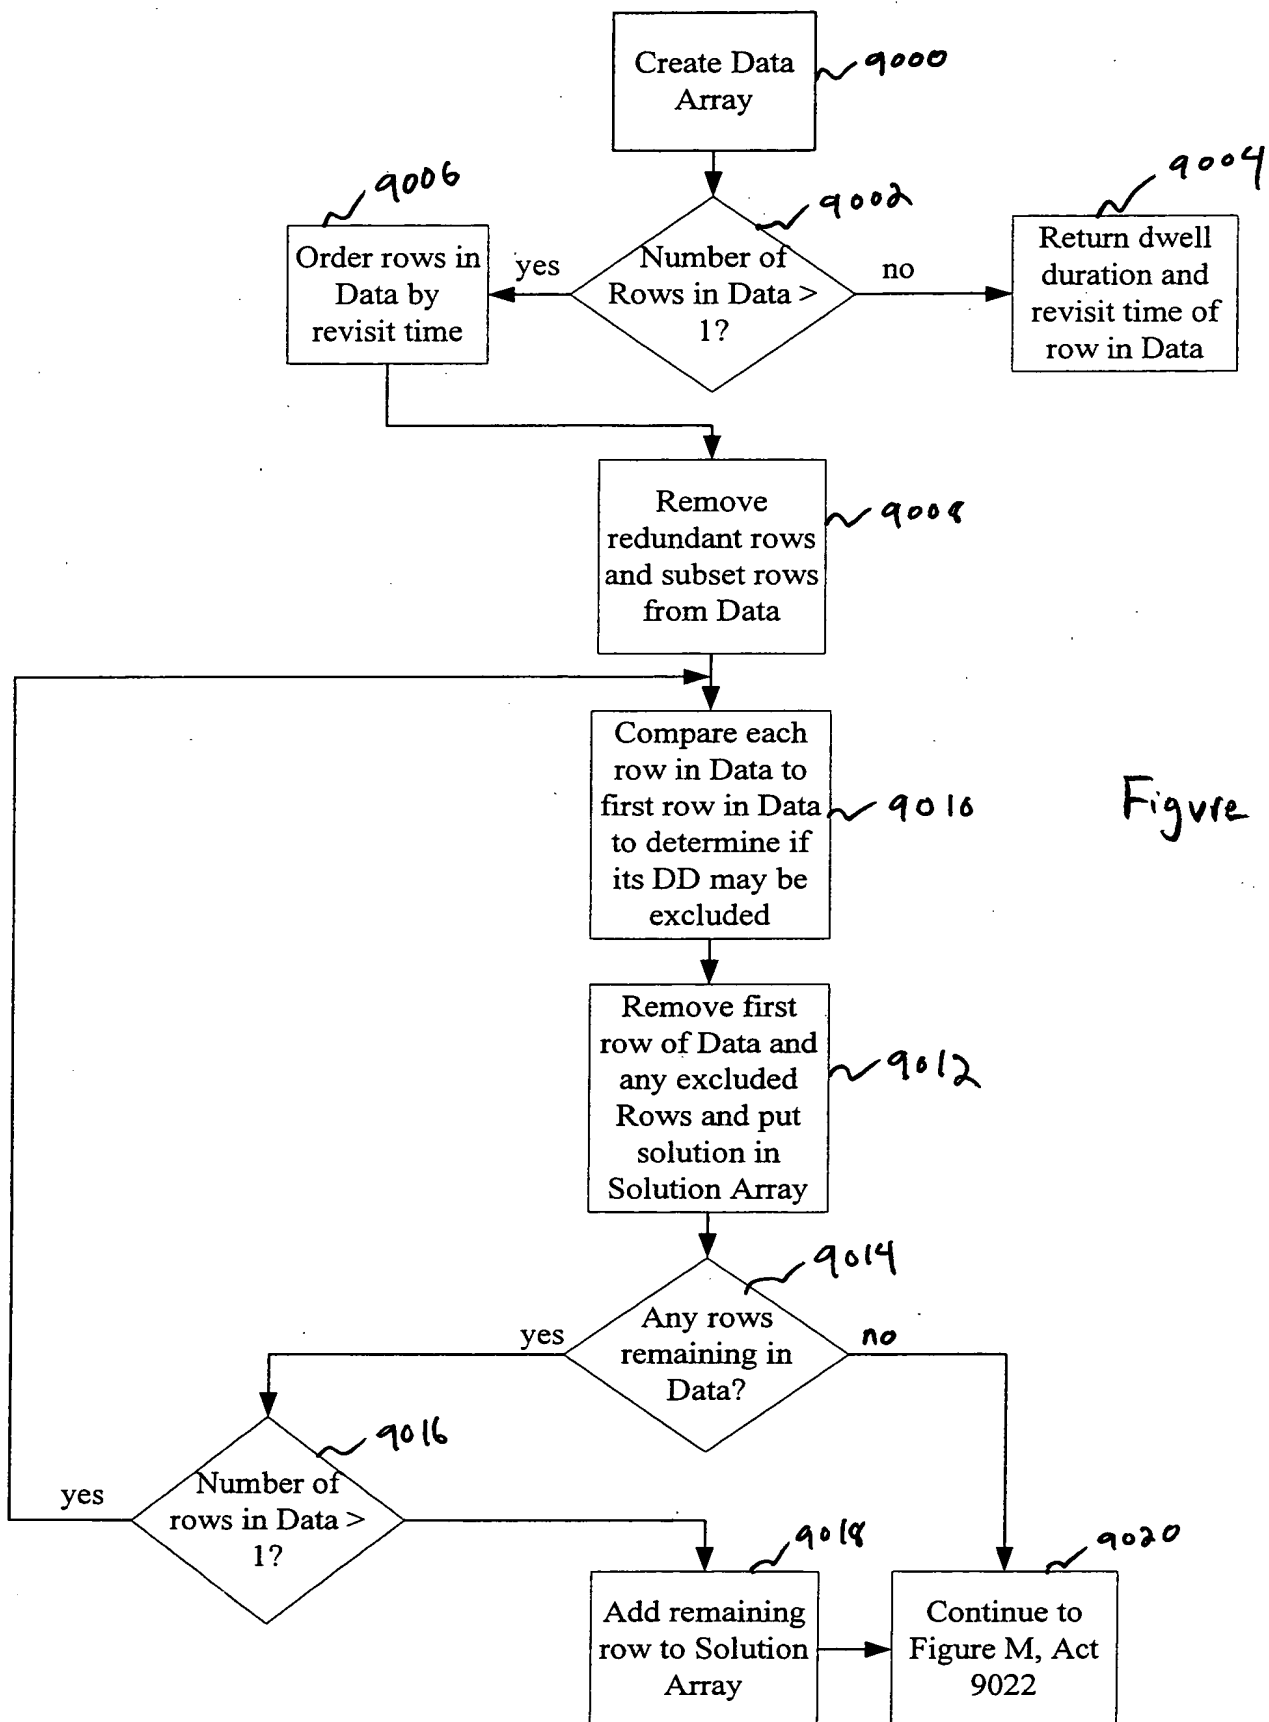 Create Data
Array
9000
9002
Number of
Rows in Data >
1?
yes
no
9006
Order rows in
Data by
revisit time
9004
Return dwell
duration and
revisit time of
row in Data
Remove
redundant rows
and subset rows
from Data
9008
Compare each
row in Data to
first row in Data
to determine if
its DD may be
excluded
9010
Figure
Remove first
row of Data and
any excluded
Rows and put
solution in
Solution Array
9012
9014
Any rows
remaining in
Data?
yes
no
9016
Number of
rows in Data >
1?
yes
9018
Add remaining
row to Solution
Array
9020
Continue to
Figure M, Act
9022